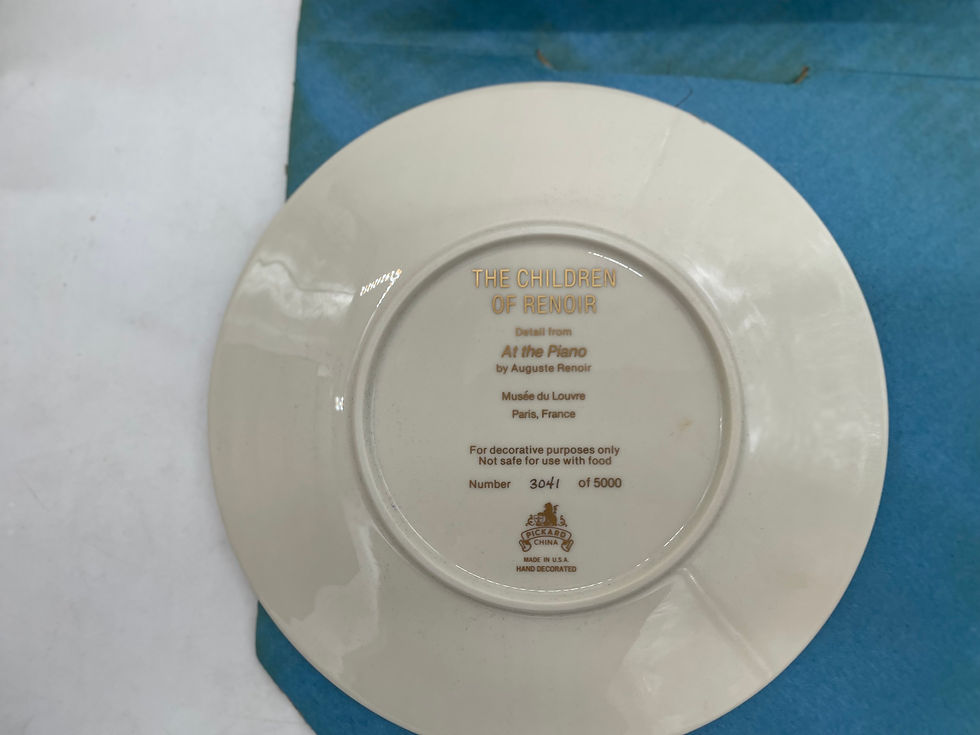 THE CHILDREN
OF RENOIR
Detail from
At the Piano
by Auguste Renoir
Musée du Louvre
Paris, France
For decorative purposes only
Not safe for use with food
Number 3041 of 5000
PICKARD
CHINA
MADE IN U.S.A.
HAND DECORATED